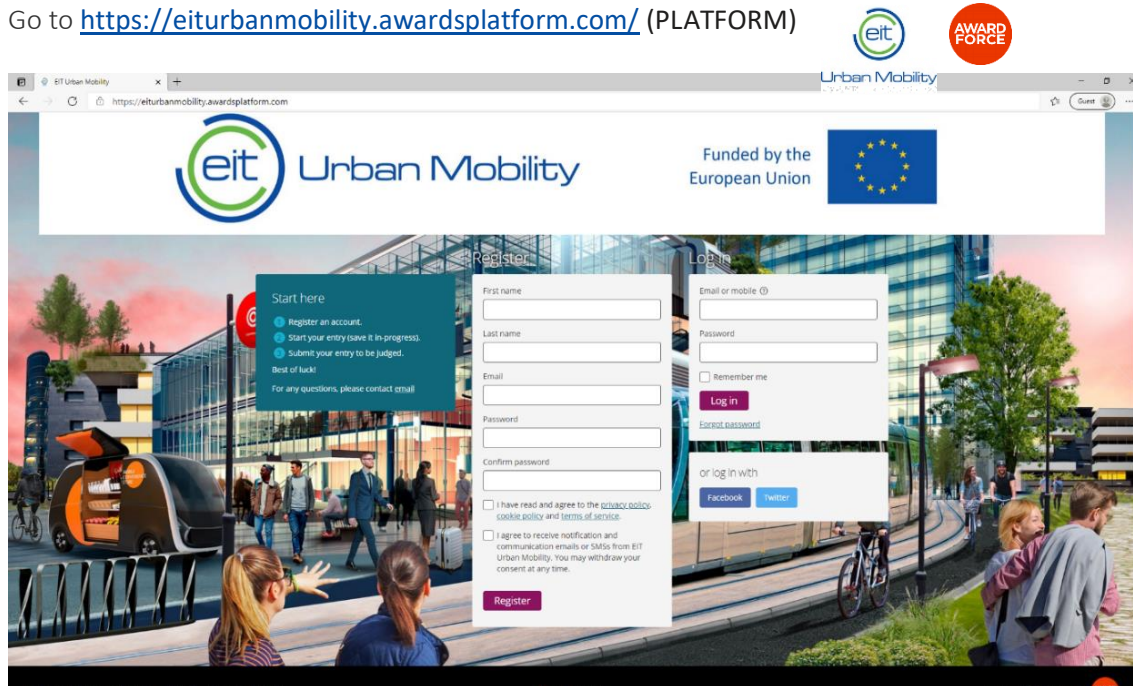 Go to https://eiturbanmobility.awardsplatform.com/ (PLATFORM)
eit
Urban Mobility
AWARD
FORCE
EIT Urban Mobility
https://eiturbanmobility.awardsplatform.com
Guest
eit Urban Mobility
Funded by the
European Union
Start here
1 Register an account.
2 Start your entry (save it in-progress).
3 Submit your entry to be judged.
Best of luck!
For any questions, please contact email
Register
First name
Last name
Email
Password
Confirm password
I have read and agree to the privacy policy,
cookie policy and terms of service.
I agree to receive notification and
communication emails or SMSs from EIT
Urban Mobility. You may withdraw your
consent at any time.
Register
Log in
Email or mobile
Password
Remember me
Log in
Forgot password
or log in with
Facebook
Twitter